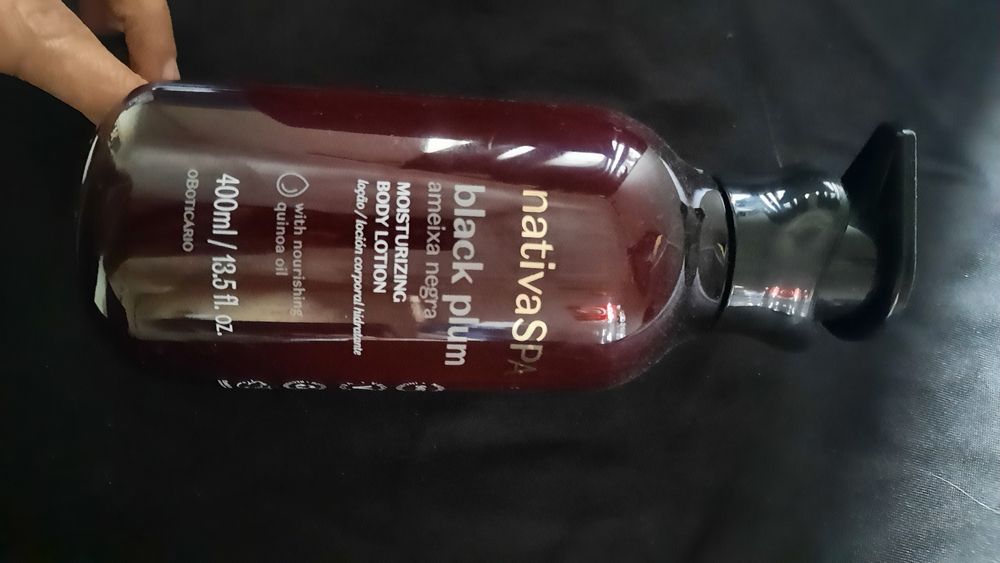 nativaSPA
black plum
ameixa negra
MOISTURIZING
BODY LOTION
loção / loción corporal hidratante
with nourishing
quinoa oil
400ml / 13.5 fl. oz.
oBOTICÁRIO